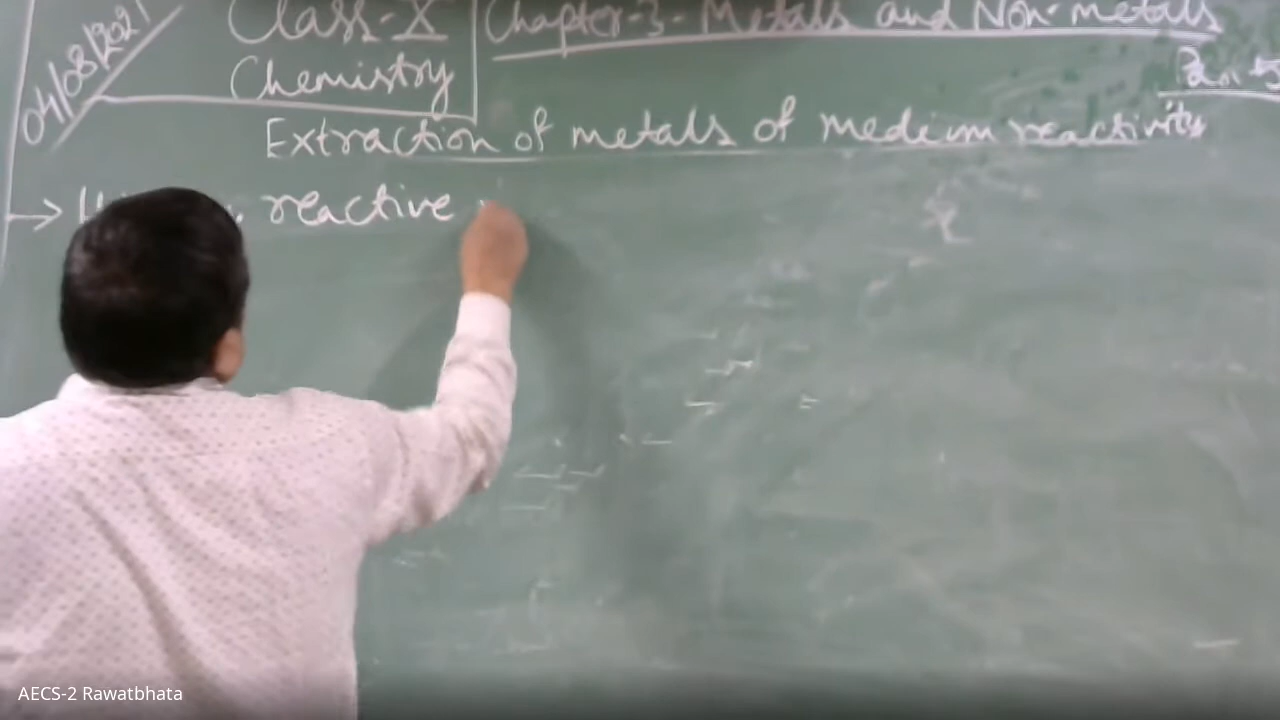 04/08/2021
Class-X
Chemistry
Chapter-3- Metals and Non-metals
Part-5
Extraction of metals of medium reactivity
→ reactive
AECS-2 Rawatbhata